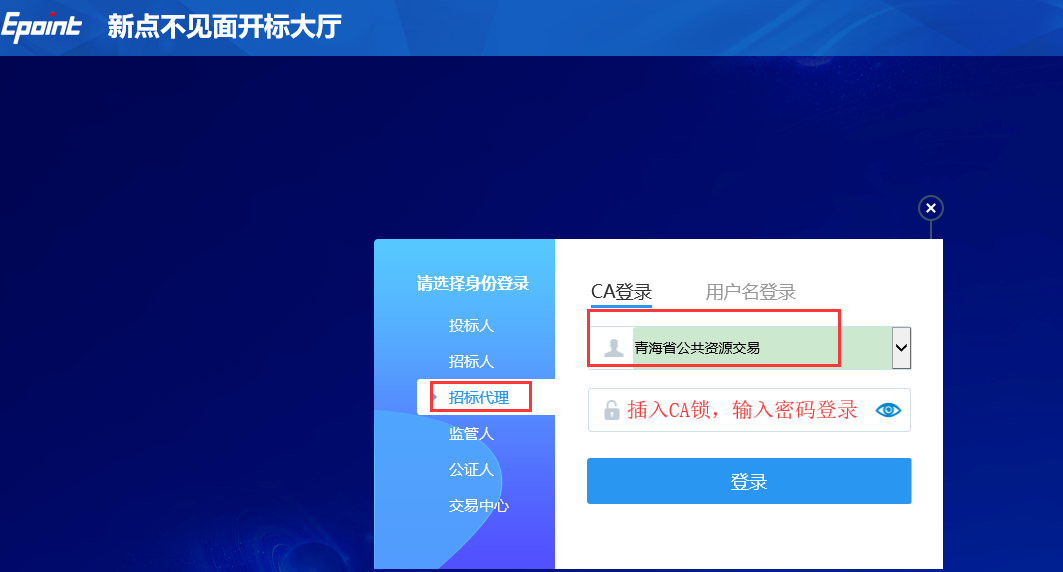 Epoint 新点不见面开标大厅
请选择身份登录
投标人
招标人
招标代理
监管人
公证人
交易中心
CA登录 用户名登录
青海省公共资源交易
插入CA锁，输入密码登录
登录